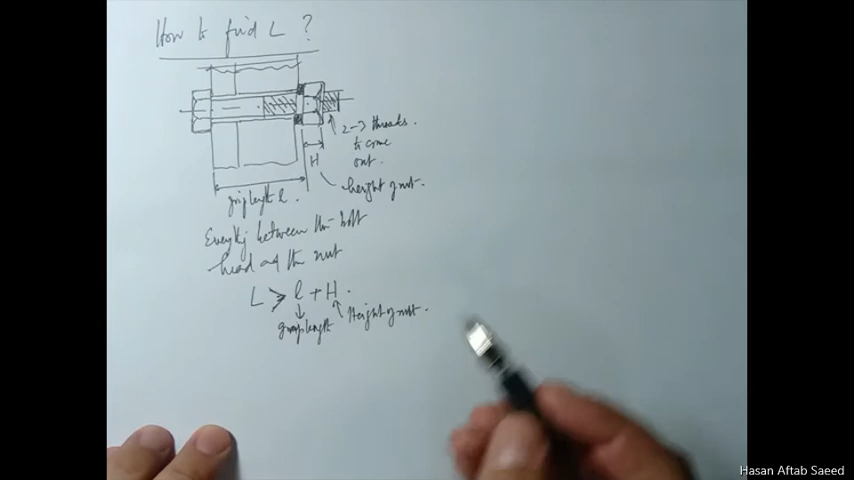 How to find L ?
2-3 threads.
to come
out.
H
height of nut.
grip length l.
Everything between the bolt
head and the nut
L > l + H.
grip length
Height of nut.
Hasan Aftab Saeed